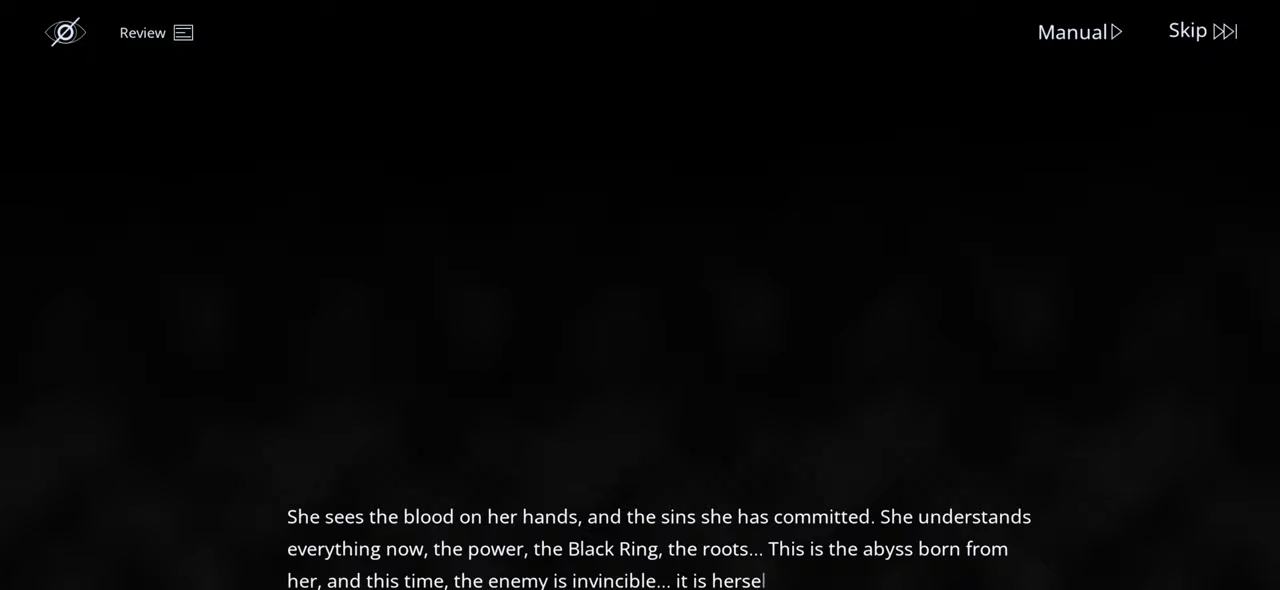 Review
Manual
Skip
She sees the blood on her hands, and the sins she has committed. She understands
everything now, the power, the Black Ring, the roots... This is the abyss born from
her, and this time, the enemy is invincible... it is herse